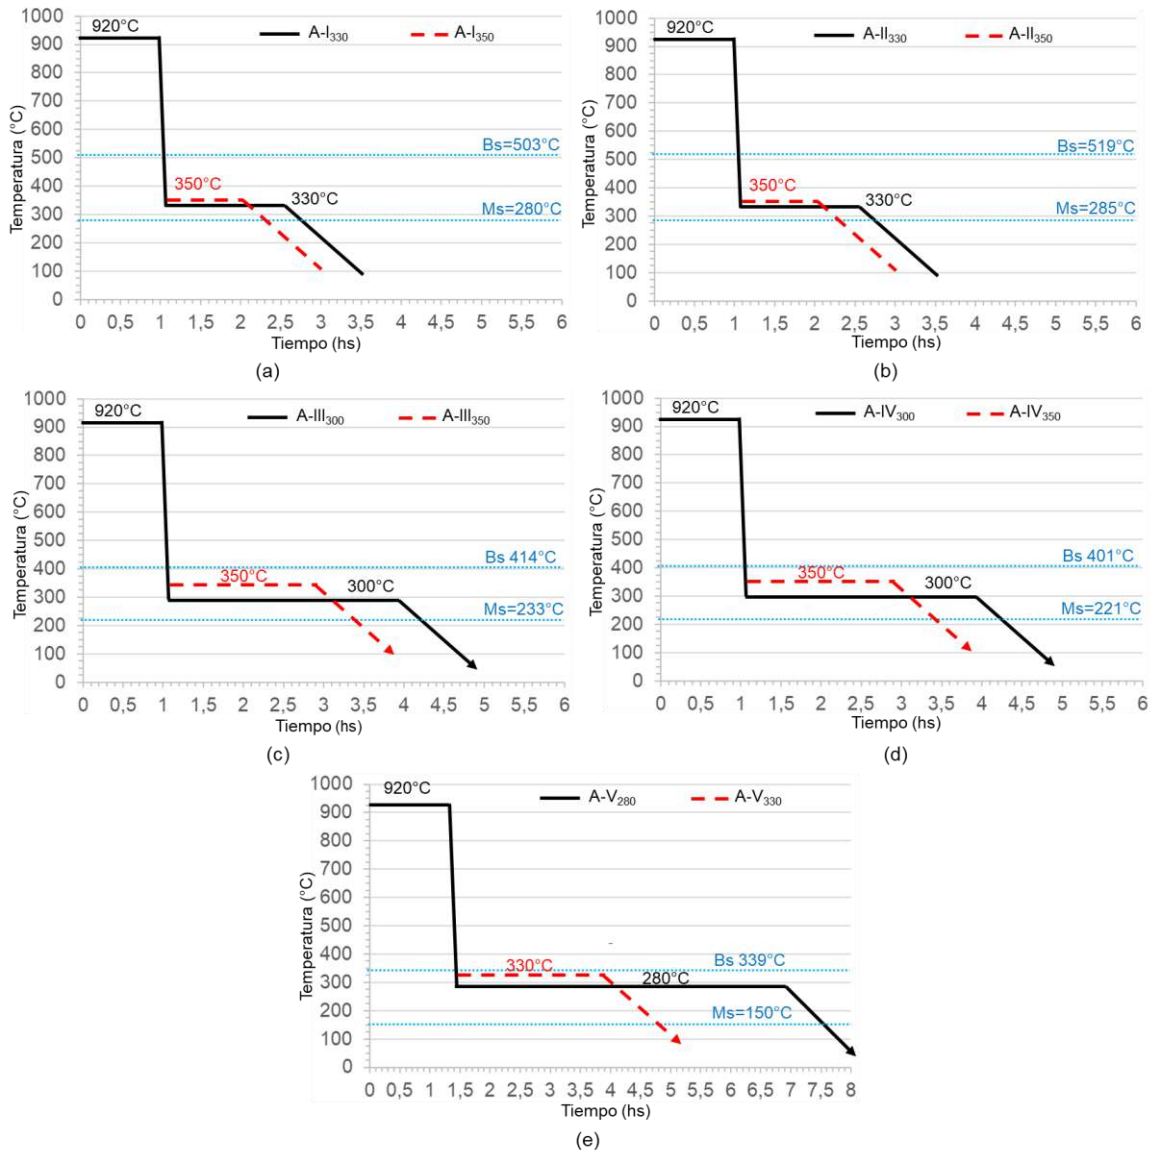 920°C
A-I330
A-I350
Temperatura (°C)
1000
900
800
700
600
500
400
300
200
100
0
Bs=503°C
350°C
330°C
Ms=280°C
0 0,5 1 1,5 2 2,5 3 3,5 4 4,5 5 5,5 6
Tiempo (hs)
(a)
920°C
A-II330
A-II350
Temperatura (°C)
1000
900
800
700
600
500
400
300
200
100
0
Bs=519°C
350°C
330°C
Ms=285°C
0 0,5 1 1,5 2 2,5 3 3,5 4 4,5 5 5,5 6
Tiempo (hs)
(b)
920°C
A-III300
A-III350
Temperatura (°C)
1000
900
800
700
600
500
400
300
200
100
0
Bs 414°C
350°C
300°C
Ms=233°C
0 0,5 1 1,5 2 2,5 3 3,5 4 4,5 5 5,5 6
Tiempo (hs)
(c)
920°C
A-IV300
A-IV350
Temperatura (°C)
1000
900
800
700
600
500
400
300
200
100
0
Bs 401°C
350°C
300°C
Ms=221°C
0 0,5 1 1,5 2 2,5 3 3,5 4 4,5 5 5,5 6
Tiempo (hs)
(d)
920°C
A-V280
A-V330
Temperatura (°C)
1000
900
800
700
600
500
400
300
200
100
0
Bs 339°C
330°C
280°C
Ms=150°C
0 0,5 1 1,5 2 2,5 3 3,5 4 4,5 5 5,5 6 6,5 7 7,5 8
Tiempo (hs)
(e)